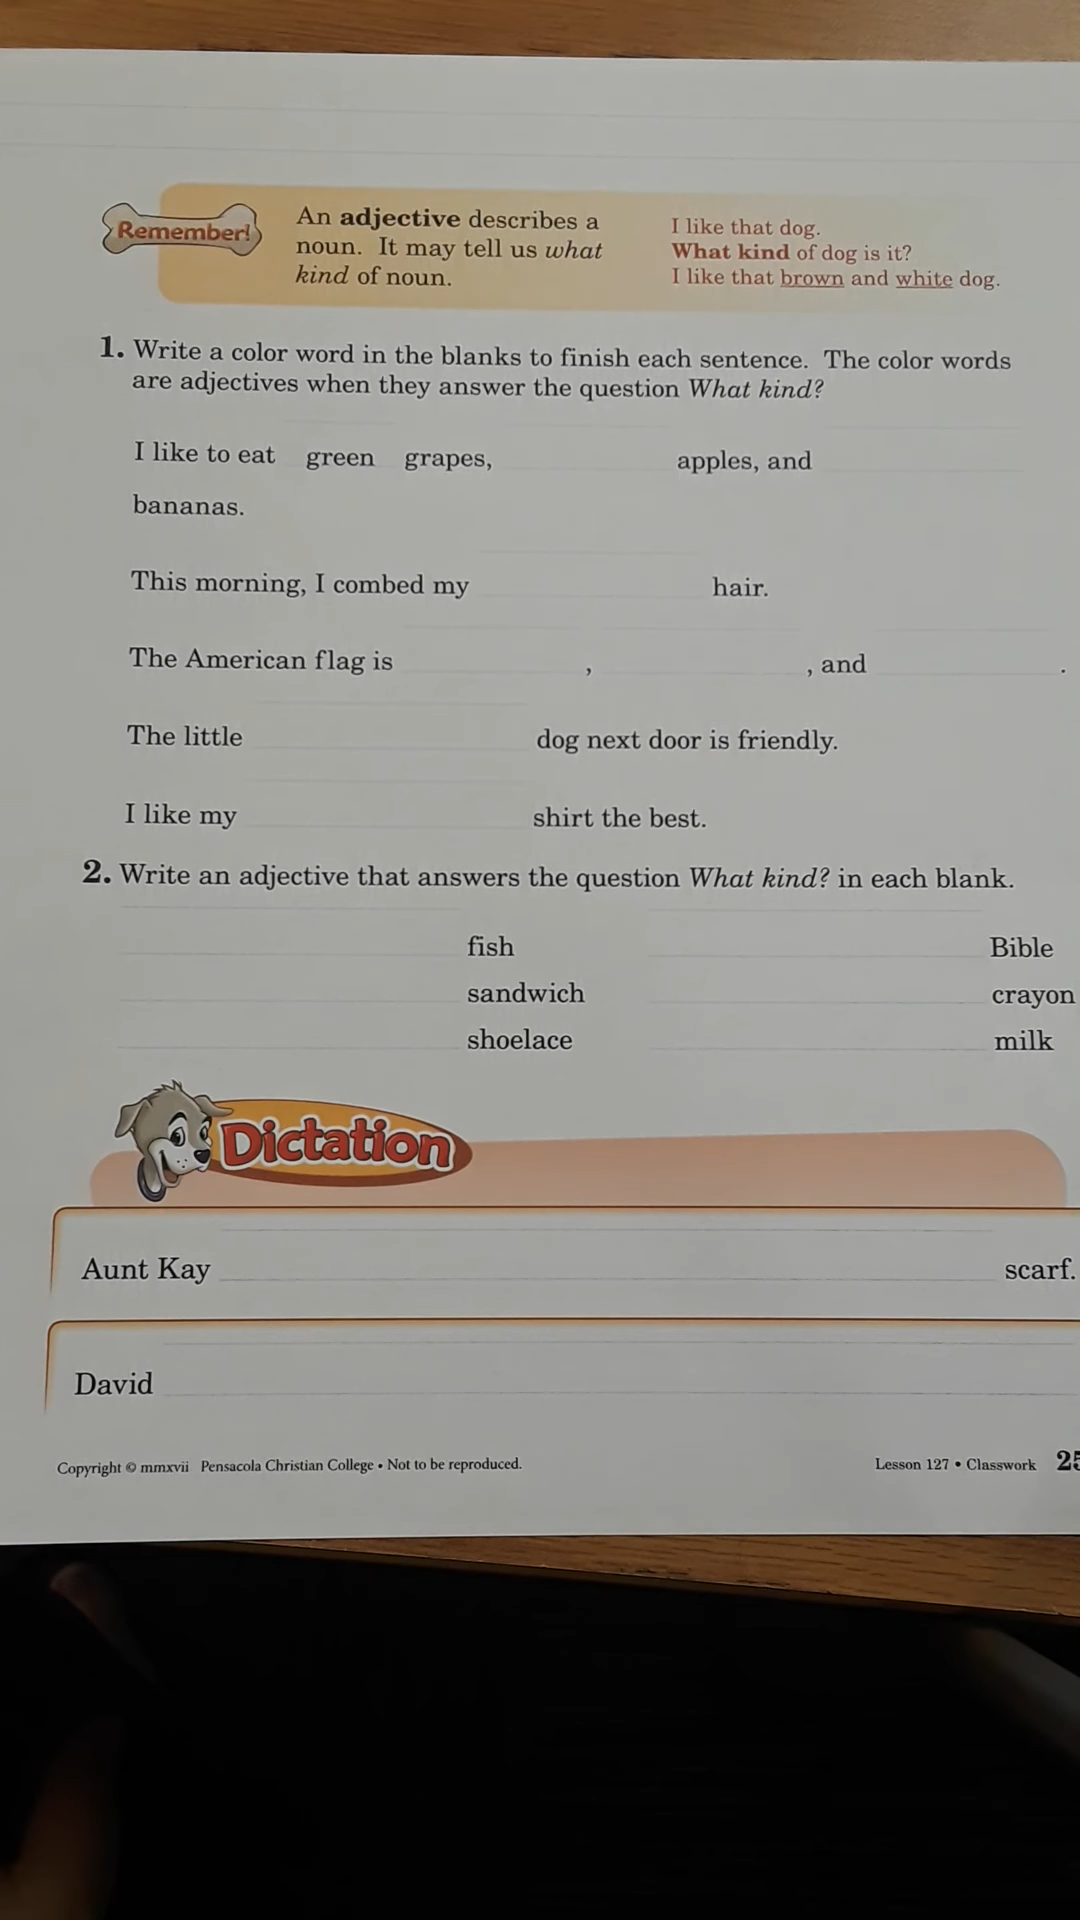 Remember!
An adjective describes a
noun. It may tell us what
kind of noun.
I like that dog.
What kind of dog is it?
I like that brown and white dog.
1. Write a color word in the blanks to finish each sentence. The color words
are adjectives when they answer the question What kind?
I like to eat green grapes, apples, and
bananas.
This morning, I combed my hair.
The American flag is , , and .
The little dog next door is friendly.
I like my shirt the best.
2. Write an adjective that answers the question What kind? in each blank.
fish Bible
sandwich crayon
shoelace milk
Dictation
Aunt Kay scarf.
David
Copyright © mmxvii Pensacola Christian College • Not to be reproduced.
Lesson 127 • Classwork